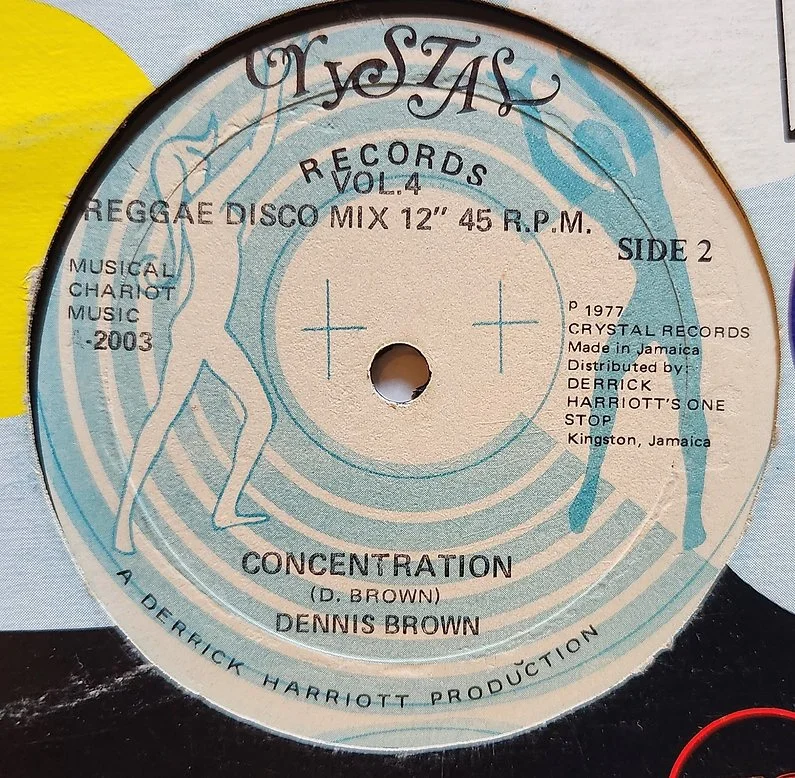 CRYSTAL
RECORDS
VOL.4
REGGAE DISCO MIX 12" 45 R.P.M.
SIDE 2
MUSICAL
CHARIOT
MUSIC
A-2003
P 1977
CRYSTAL RECORDS
Made in Jamaica
Distributed by:
DERRICK
HARRIOTT'S ONE
STOP
Kingston, Jamaica
CONCENTRATION
(D. BROWN)
DENNIS BROWN
A DERRICK HARRIOTT PRODUCTION